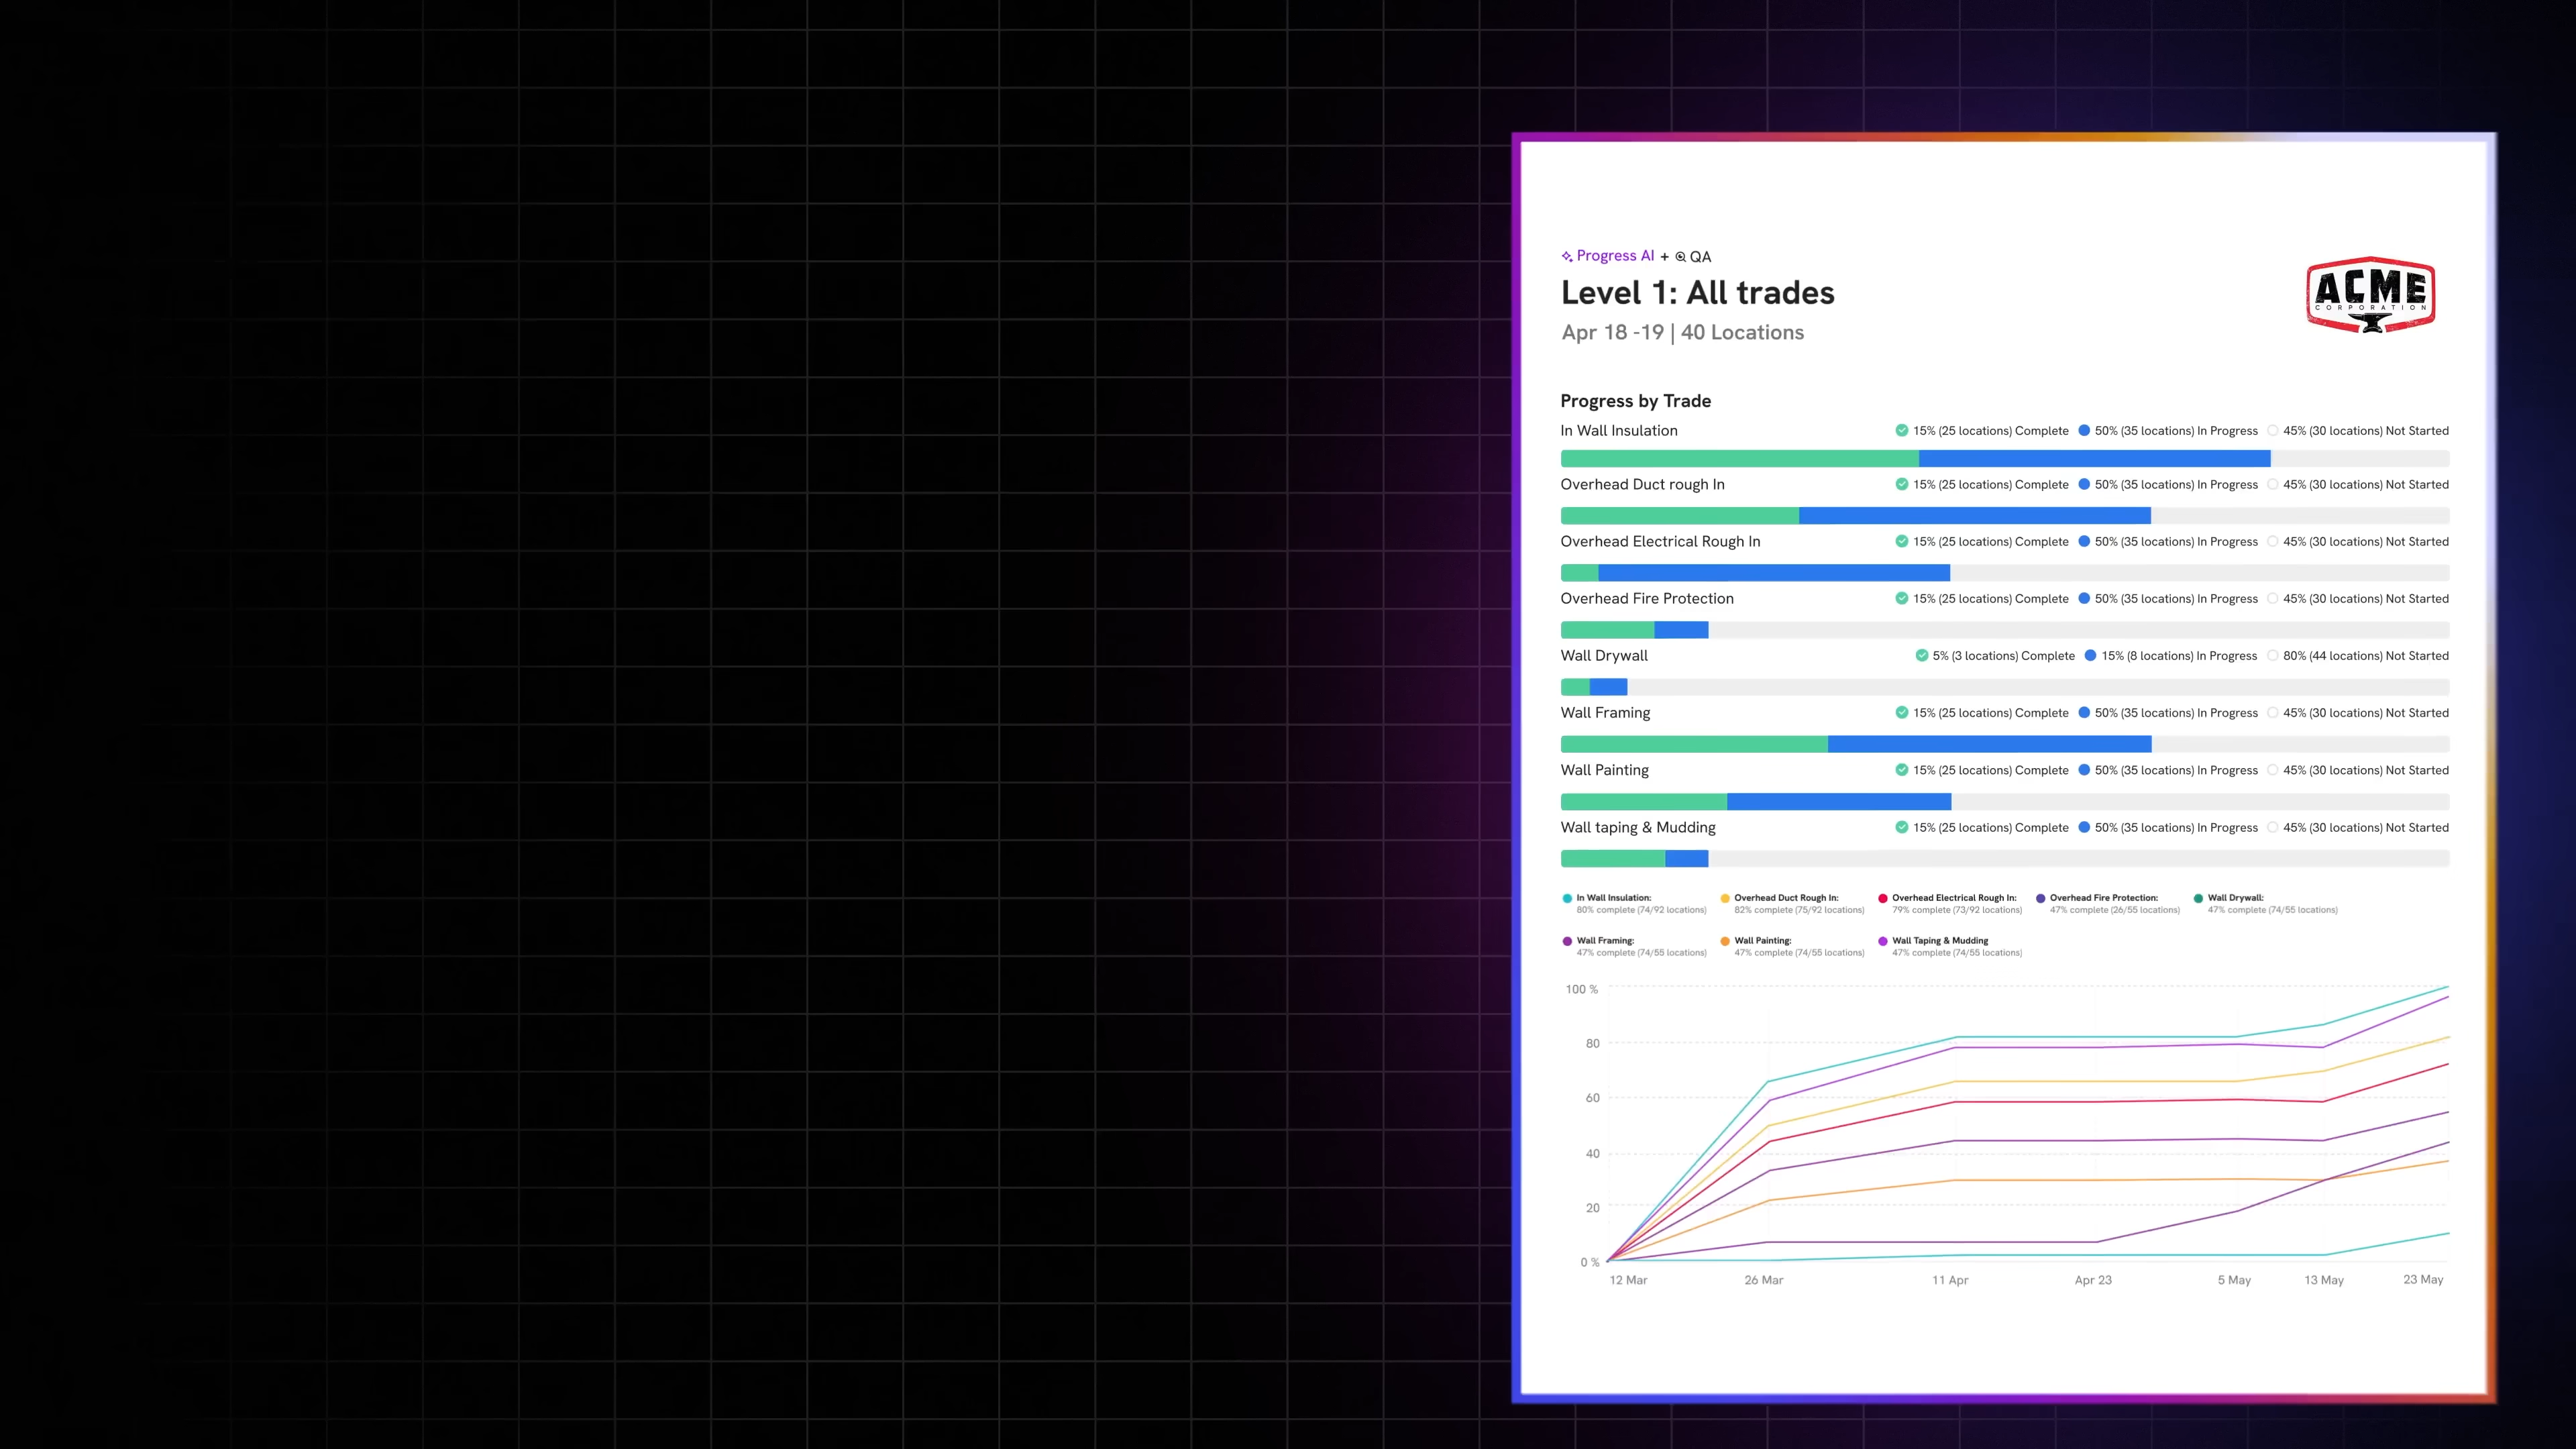 Progress AI + QA
Level 1: All trades
Apr 18 -19 | 40 Locations
ACME
CORPORATION
Progress by Trade
In Wall Insulation 15% (25 locations) Complete 50% (35 locations) In Progress 45% (30 locations) Not Started
Overhead Duct rough In 15% (25 locations) Complete 50% (35 locations) In Progress 45% (30 locations) Not Started
Overhead Electrical Rough In 15% (25 locations) Complete 50% (35 locations) In Progress 45% (30 locations) Not Started
Overhead Fire Protection 15% (25 locations) Complete 50% (35 locations) In Progress 45% (30 locations) Not Started
Wall Drywall 5% (3 locations) Complete 15% (8 locations) In Progress 80% (44 locations) Not Started
Wall Framing 15% (25 locations) Complete 50% (35 locations) In Progress 45% (30 locations) Not Started
Wall Painting 15% (25 locations) Complete 50% (35 locations) In Progress 45% (30 locations) Not Started
Wall taping & Mudding 15% (25 locations) Complete 50% (35 locations) In Progress 45% (30 locations) Not Started
In Wall Insulation: Overhead Duct Rough In: Overhead Electrical Rough In: Overhead Fire Protection: Wall Drywall:
80% complete (74/92 locations) 82% complete (75/92 locations) 79% complete (73/92 locations) 47% complete (26/55 locations) 47% complete (74/55 locations)
Wall Framing: Wall Painting: Wall Taping & Mudding
47% complete (74/55 locations) 47% complete (74/55 locations) 47% complete (74/55 locations)
100 %
80
60
40
20
0 %
12 Mar 26 Mar 11 Apr Apr 23 5 May 13 May 23 May